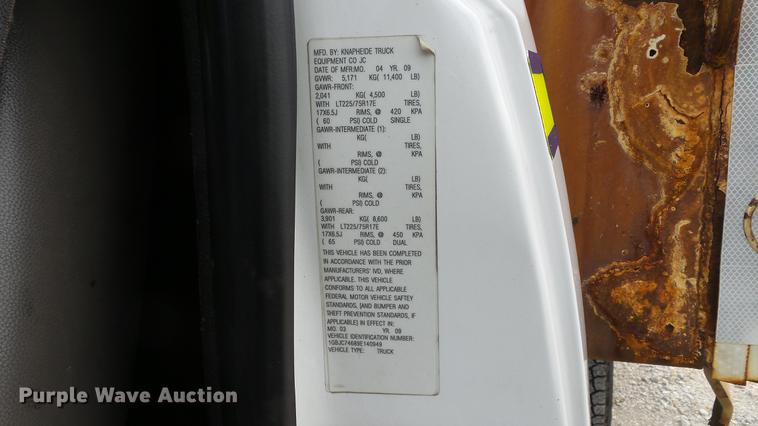 MFD. BY: KNAPHEIDE TRUCK
EQUIPMENT CO JC
DATE OF MFR:MO. 04 YR. 09
GVWR: 5,171 KG( 11,400 LB)
GAWR-FRONT:
2,041 KG( 4,500 LB)
WITH LT225/75R17E TIRES,
17X6.5J RIMS, @ 420 KPA
( 60 PSI) COLD SINGLE
GAWR-INTERMEDIATE (1):
KG( LB)
WITH TIRES,
RIMS, @ KPA
( PSI) COLD
GAWR-INTERMEDIATE (2):
KG( LB)
WITH TIRES,
RIMS, @ KPA
( PSI) COLD
GAWR-REAR:
3,901 KG( 8,600 LB)
WITH LT225/75R17E TIRES,
17X6.5J RIMS, @ 450 KPA
( 65 PSI) COLD DUAL
THIS VEHICLE HAS BEEN COMPLETED
IN ACCORDANCE WITH THE PRIOR
MANUFACTURERS' IVD, WHERE
APPLICABLE. THIS VEHICLE
CONFORMS TO ALL APPLICABLE
FEDERAL MOTOR VEHICLE SAFTEY
STANDARDS, [AND BUMPER AND
THEFT PREVENTION STANDARDS, IF
APPLICABLE] IN EFFECT IN:
MO. 03 YR. 09
VEHICLE IDENTIFICATION NUMBER:
1GBJC74689E140949
VEHICLE TYPE: TRUCK
Purple Wave Auction